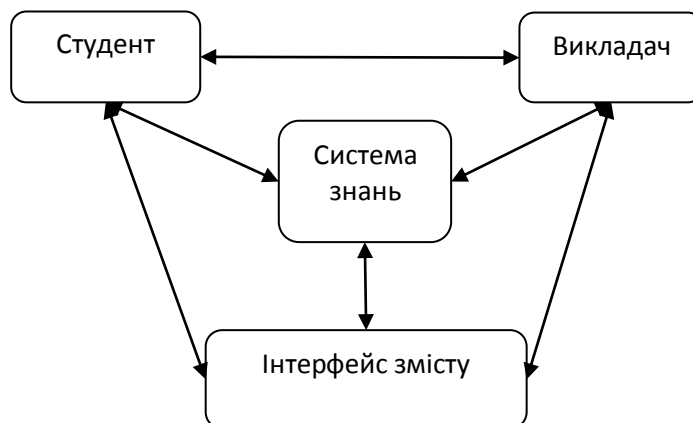 Студент
Викладач
Система
знань
Інтерфейс змісту